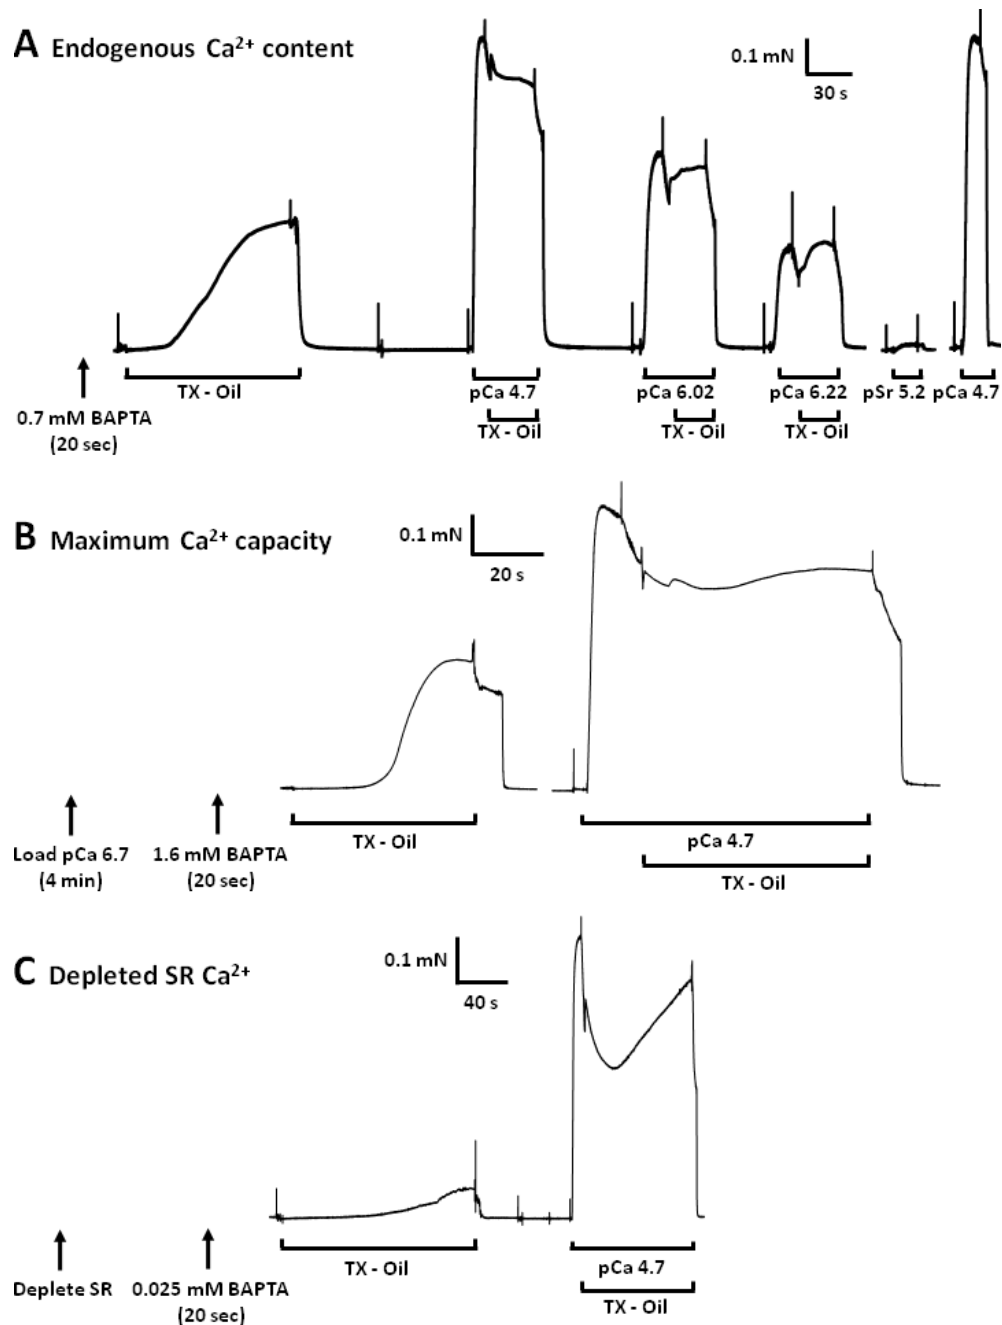 A Endogenous Ca²⁺ content
0.1 mN
30 s
TX - Oil
pCa 4.7
pCa 6.02
pCa 6.22
pSr 5.2
pCa 4.7
0.7 mM BAPTA
(20 sec)
TX - Oil
TX - Oil
TX - Oil
B Maximum Ca²⁺ capacity
0.1 mN
20 s
TX - Oil
pCa 4.7
Load pCa 6.7
(4 min)
1.6 mM BAPTA
(20 sec)
TX - Oil
C Depleted SR Ca²⁺
0.1 mN
40 s
TX - Oil
pCa 4.7
Deplete SR
0.025 mM BAPTA
(20 sec)
TX - Oil